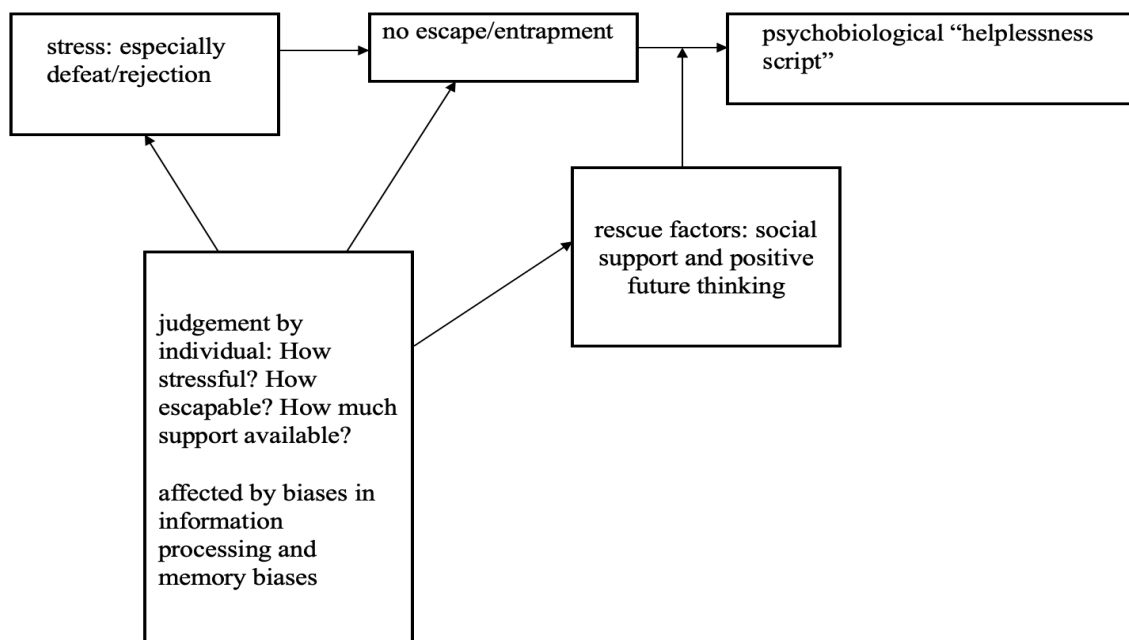 stress: especially
defeat/rejection
no escape/entrapment
psychobiological “helplessness
script”
rescue factors: social
support and positive
future thinking
judgement by
individual: How
stressful? How
escapable? How much
support available?
affected by biases in
information
processing and
memory biases